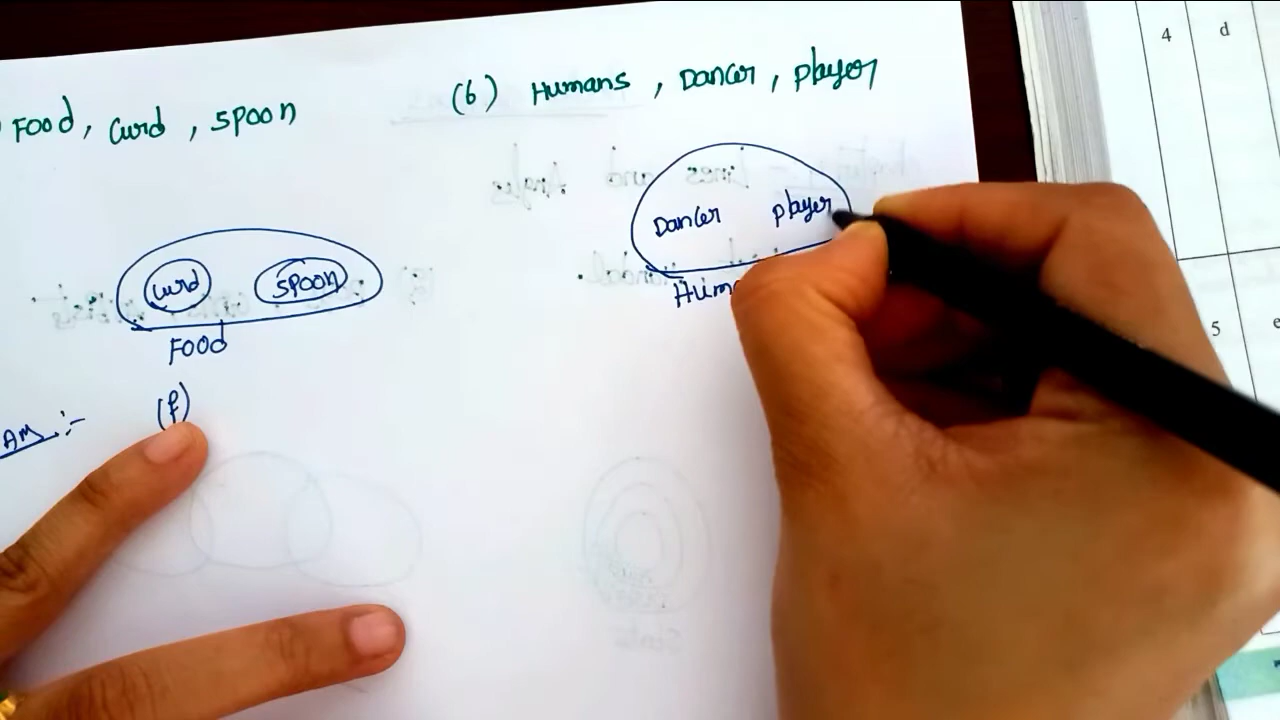 Food, Curd, Spoon
(6) Humans, Dancer, player
Dancer player
Curd Spoon
Food
(f)
4 d
5 e